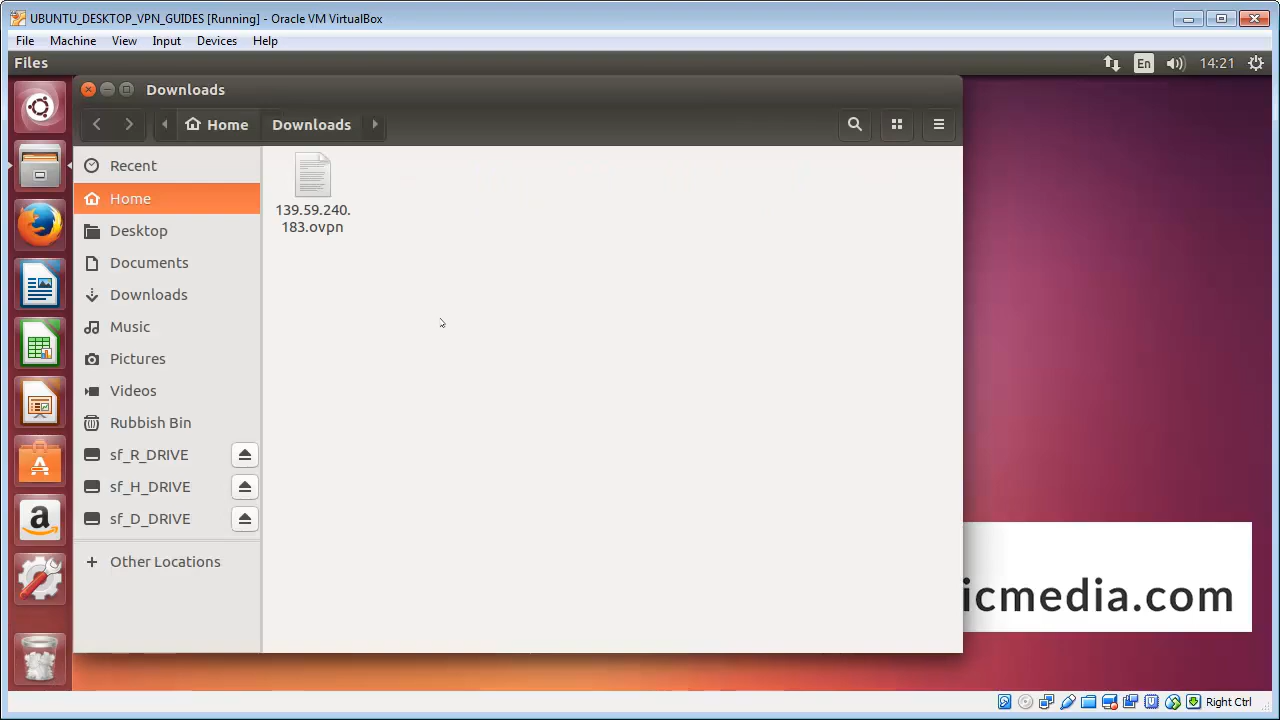 UBUNTU_DESKTOP_VPN_GUIDES [Running] - Oracle VM VirtualBox
File Machine View Input Devices Help
Files
En
14:21
Downloads
Home
Downloads
Recent
Home
Desktop
Documents
Downloads
Music
Pictures
Videos
Rubbish Bin
sf_R_DRIVE
sf_H_DRIVE
sf_D_DRIVE
Other Locations
139.59.240.
183.ovpn
icmedia.com
Right Ctrl